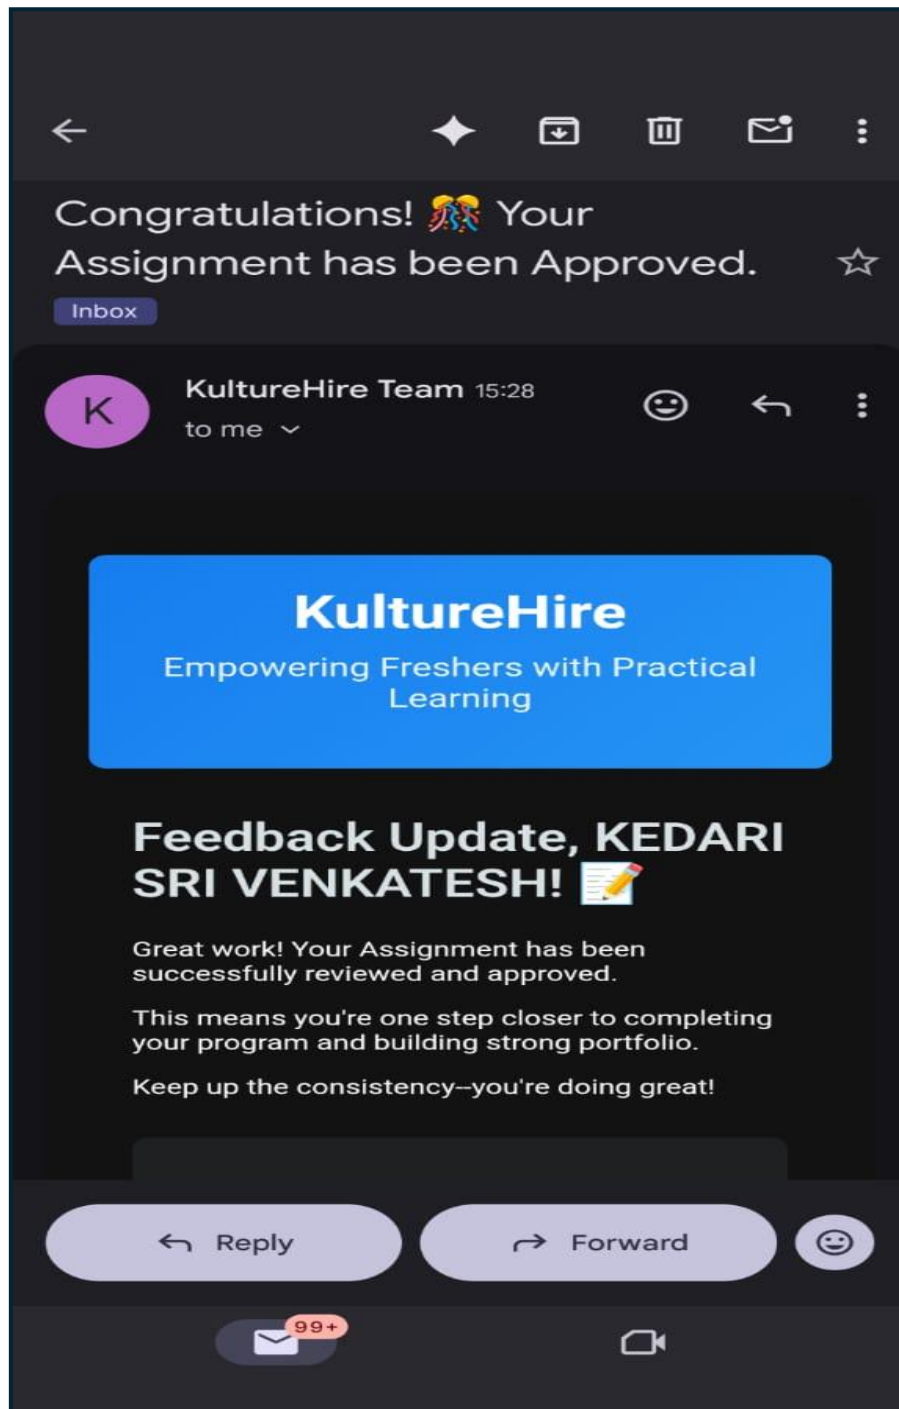 Congratulations! 🎊 Your
Assignment has been Approved.
Inbox
K
KultureHire Team 15:28
to me
KultureHire
Empowering Freshers with Practical
Learning
Feedback Update, KEDARI
SRI VENKATESH! 📝
Great work! Your Assignment has been
successfully reviewed and approved.
This means you're one step closer to completing
your program and building strong portfolio.
Keep up the consistency--you're doing great!
Reply
Forward
99+